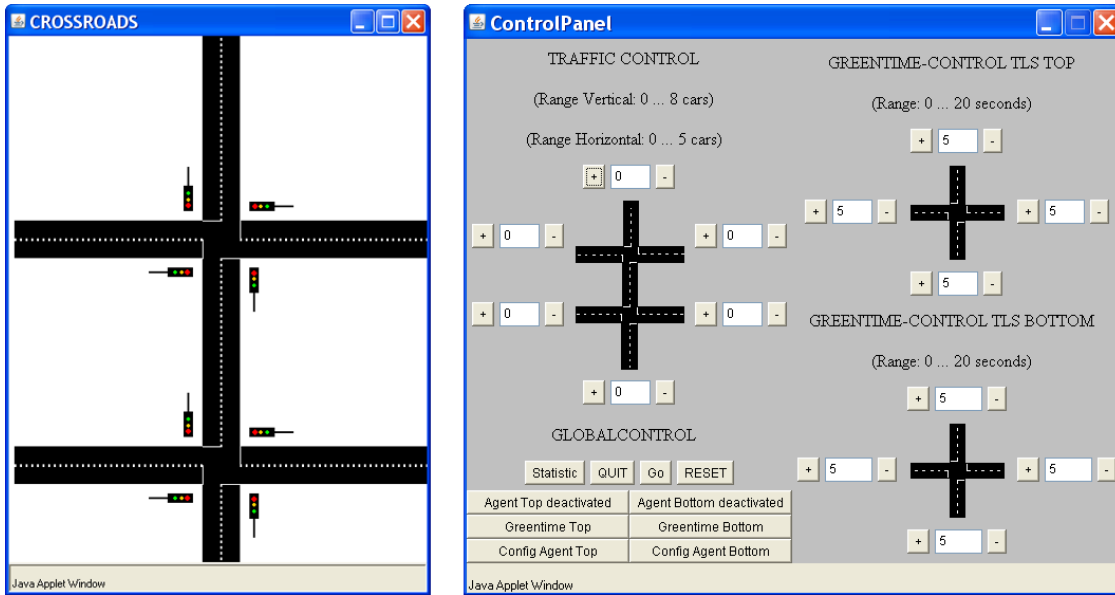 CROSSROADS
Java Applet Window
ControlPanel
TRAFFIC CONTROL
(Range Vertical: 0 ... 8 cars)
(Range Horizontal: 0 ... 5 cars)
+ 0 -
+ 0 - + 0 -
+ 0 - + 0 -
+ 0 -
GLOBALCONTROL
Statistic QUIT Go RESET
Agent Top deactivated Agent Bottom deactivated
Greentime Top Greentime Bottom
Config Agent Top Config Agent Bottom
GREENTIME-CONTROL TLS TOP
(Range: 0 ... 20 seconds)
+ 5 -
+ 5 - + 5 -
+ 5 -
GREENTIME-CONTROL TLS BOTTOM
(Range: 0 ... 20 seconds)
+ 5 -
+ 5 - + 5 -
+ 5 -
Java Applet Window